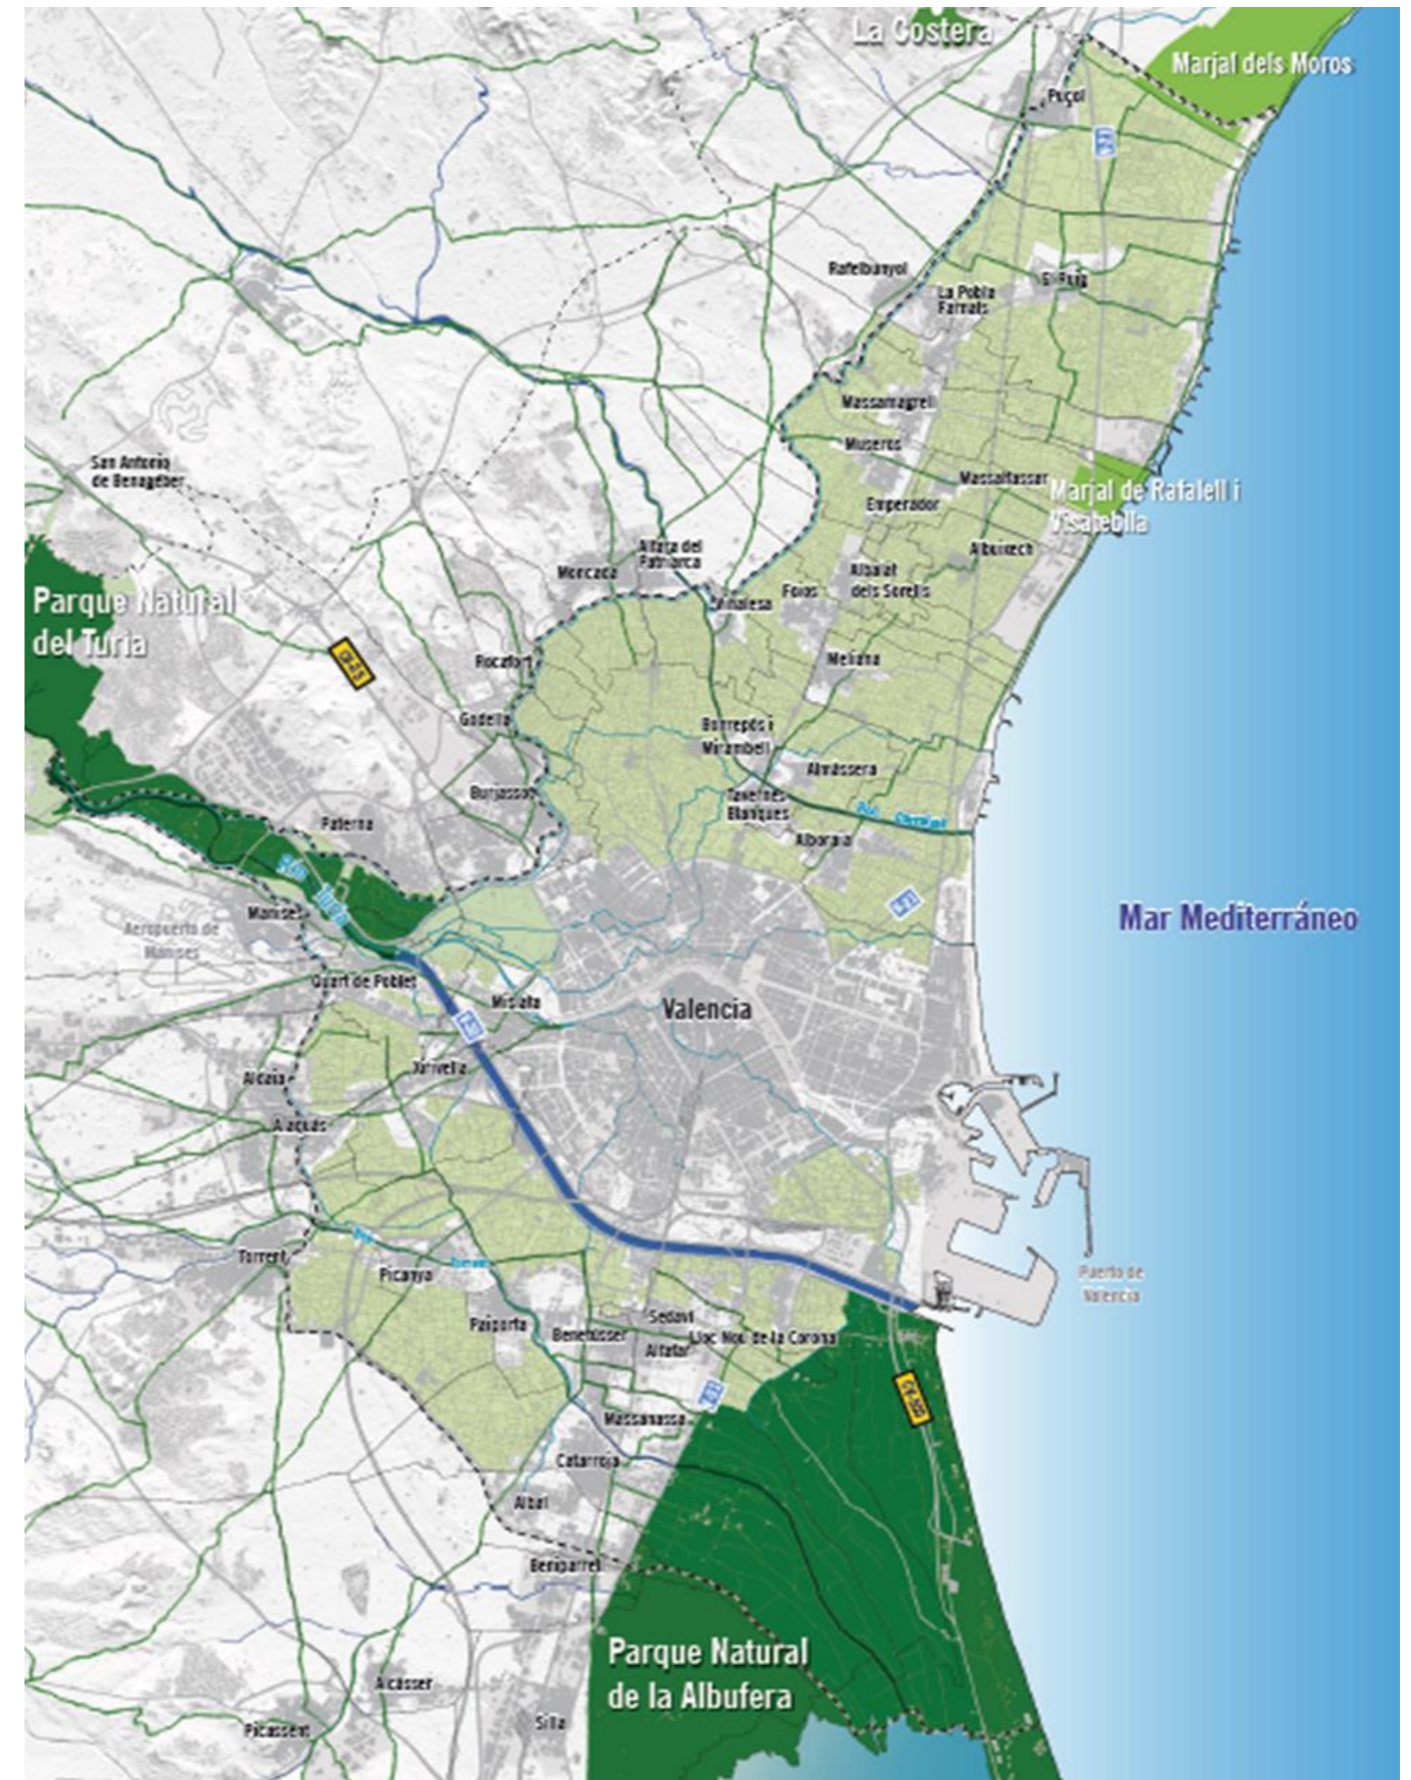 La Costera
Marjal dels Moros
Puçol
Rafelbunyol
La Pobla
Farnals
El Puig
Massamagrell
Museros
San Antonio
de Benagéber
Massalfassar
Marjal de Rafalell i
Emperador
Albuixech
Alfara del
Patriarca
Moncada
Albalat
dels Sorells
Foios
Vinalesa
Parque Natural
del Turia
Rocafort
Meliana
Godella
Bonrepós i
Mirambell
Almàssera
Burjassot
Tavernes
Blanques
Paterna
Alboraia
Río Turia
Manises
Mar Mediterráneo
Aeropuerto de
Manises
Quart de Poblet
Mislata
Valencia
Xirivella
Aldaia
Alaquàs
Torrent
Picanya
Puerto de
Valencia
Paiporta
Sedaví
Benetússer
Lloc Nou de la Corona
Alfafar
Massanassa
Catarroja
Albal
Beniparrell
Parque Natural
de la Albufera
Alcàsser
Picassent
Silla